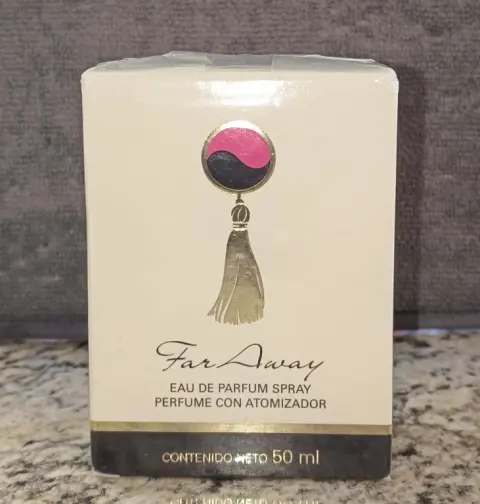 Far Away
EAU DE PARFUM SPRAY
PERFUME CON ATOMIZADOR
CONTENIDO NETO 50 ml